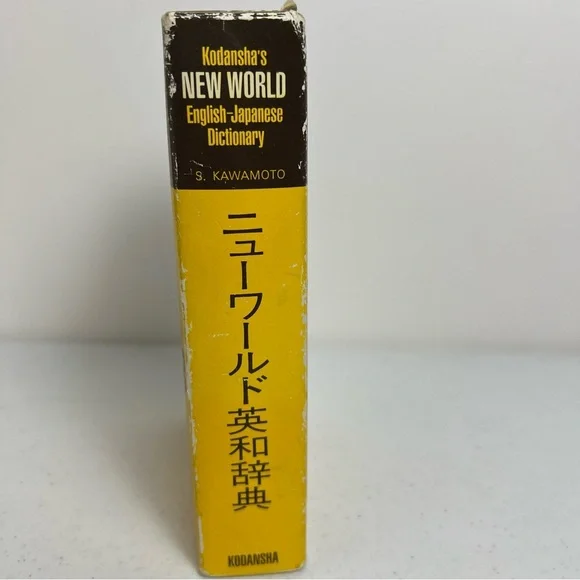 Kodansha's
NEW WORLD
English-Japanese
Dictionary
S. KAWAMOTO
ニューワールド英和辞典
KODANSHA